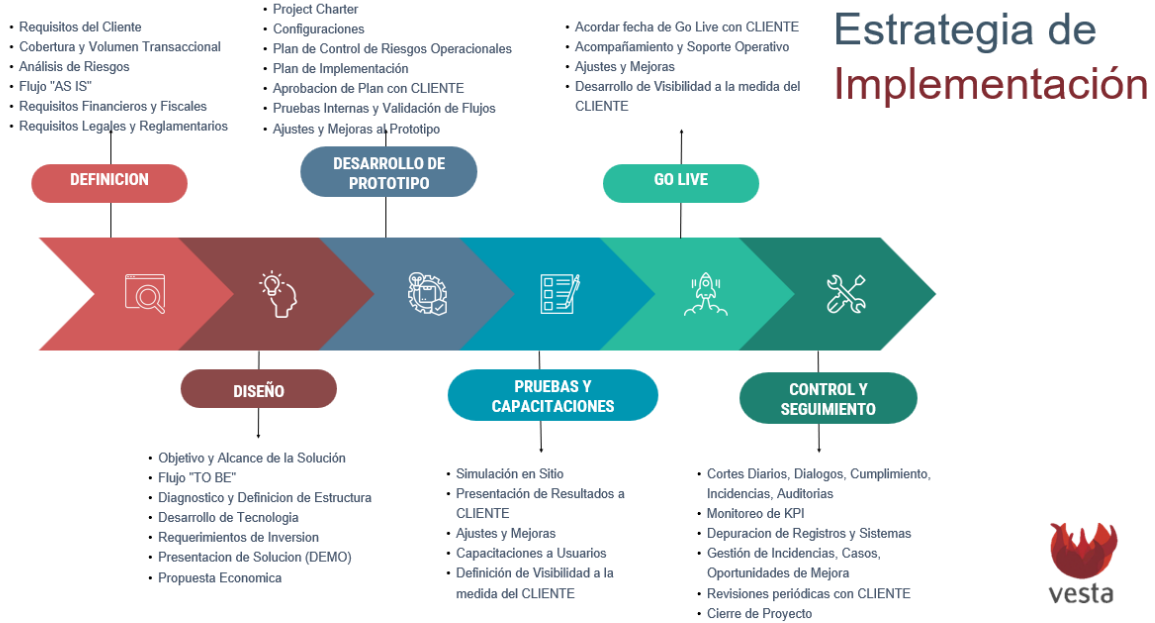 Estrategia de
Implementación
• Requisitos del Cliente
• Cobertura y Volumen Transaccional
• Análisis de Riesgos
• Flujo "AS IS"
• Requisitos Financieros y Fiscales
• Requisitos Legales y Reglamentarios
DEFINICION
• Objetivo y Alcance de la Solución
• Flujo "TO BE"
• Diagnostico y Definicion de Estructura
• Desarrollo de Tecnologia
• Requerimientos de Inversion
• Presentacion de Solucion (DEMO)
• Propuesta Economica
DISEÑO
• Project Charter
• Configuraciones
• Plan de Control de Riesgos Operacionales
• Plan de Implementación
• Aprobacion de Plan con CLIENTE
• Pruebas Internas y Validación de Flujos
• Ajustes y Mejoras al Prototipo
DESARROLLO DE
PROTOTIPO
PRUEBAS Y
CAPACITACIONES
• Simulación en Sitio
• Presentación de Resultados a
CLIENTE
• Ajustes y Mejoras
• Capacitaciones a Usuarios
• Definición de Visibilidad a la
medida del CLIENTE
• Acordar fecha de Go Live con CLIENTE
• Acompañamiento y Soporte Operativo
• Ajustes y Mejoras
• Desarrollo de Visibilidad a la medida del
CLIENTE
GO LIVE
CONTROL Y
SEGUIMIENTO
• Cortes Diarios, Dialogos, Cumplimiento,
Incidencias, Auditorias
• Monitoreo de KPI
• Depuracion de Registros y Sistemas
• Gestión de Incidencias, Casos,
Oportunidades de Mejora
• Revisiones periódicas con CLIENTE
• Cierre de Proyecto
vesta